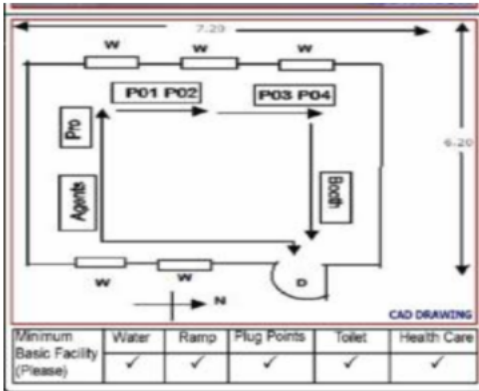 7.20
W W W
P01 P02 P03 P04
6.20
Pro
Agents
Booth
W W D
N
CAD DRAWING
Minimum Basic Facility (Please) Water Ramp Plug Points Toilet Health Care
✓ ✓ ✓ ✓ ✓